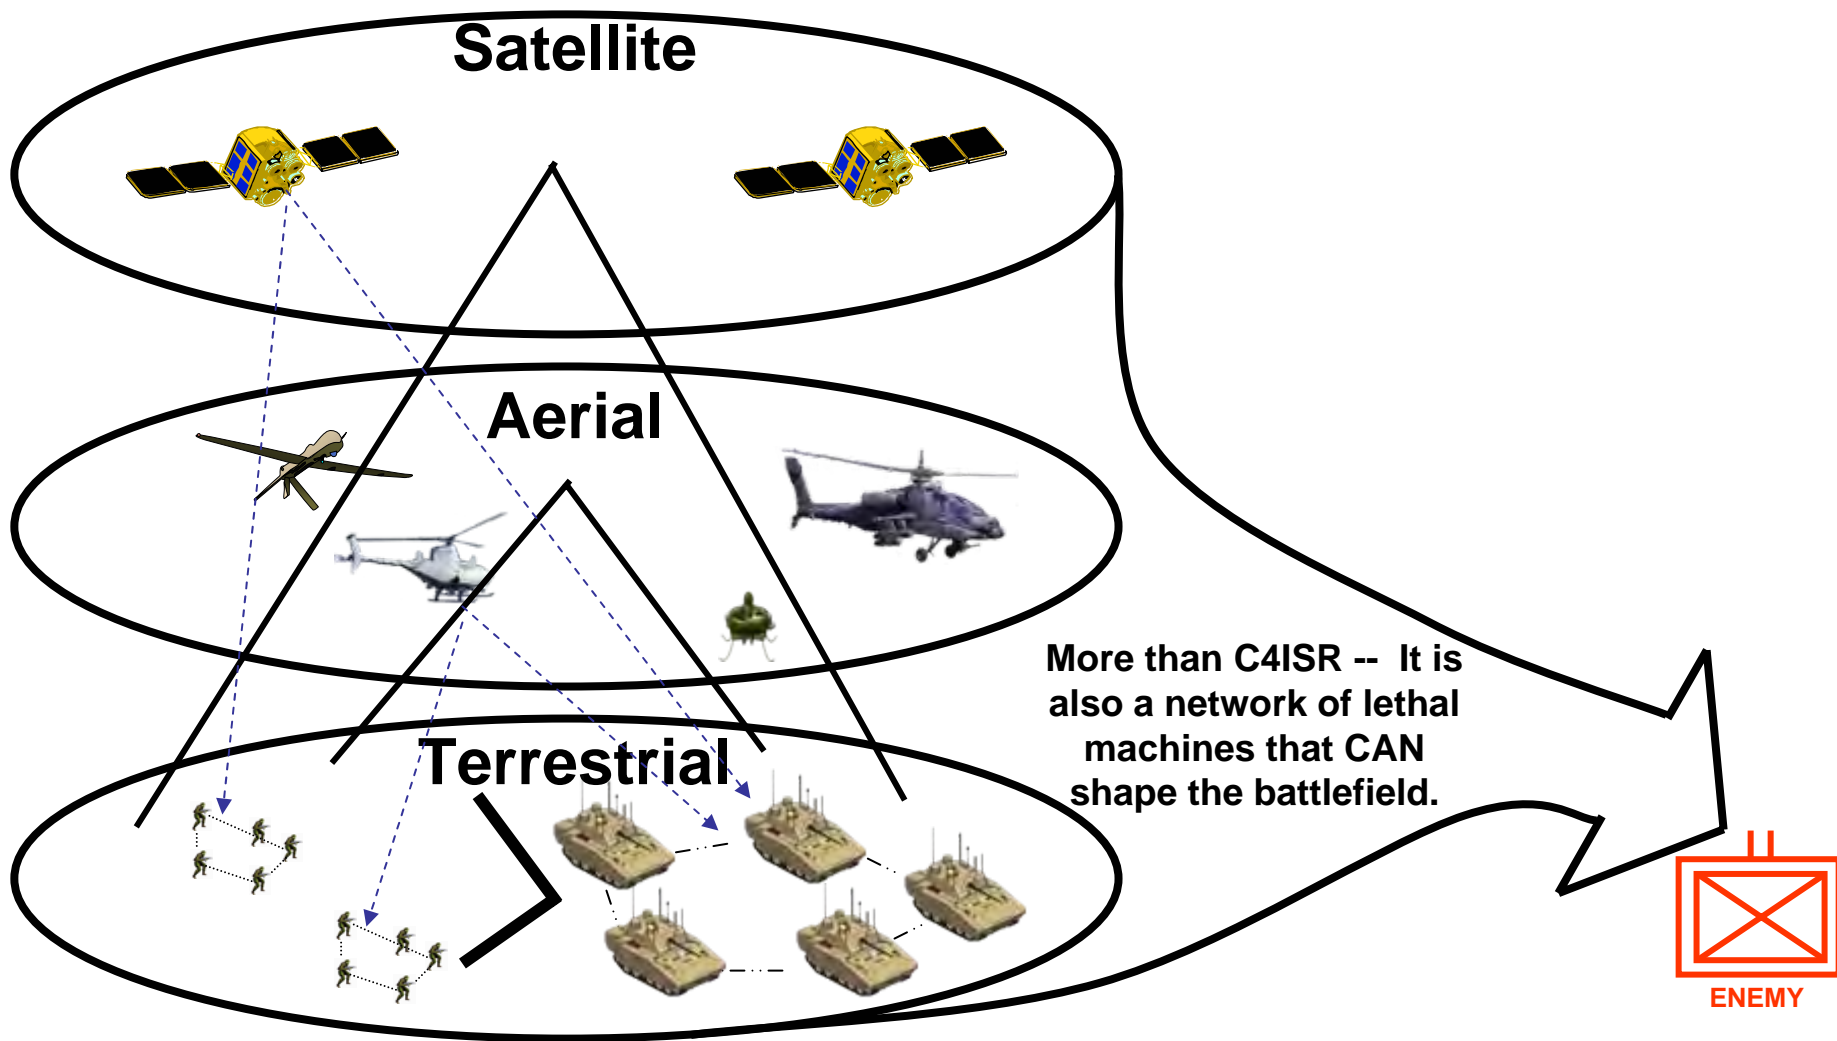 Satellite
Aerial
Terrestrial
More than C4ISR -- It is
also a network of lethal
machines that CAN
shape the battlefield.
ENEMY